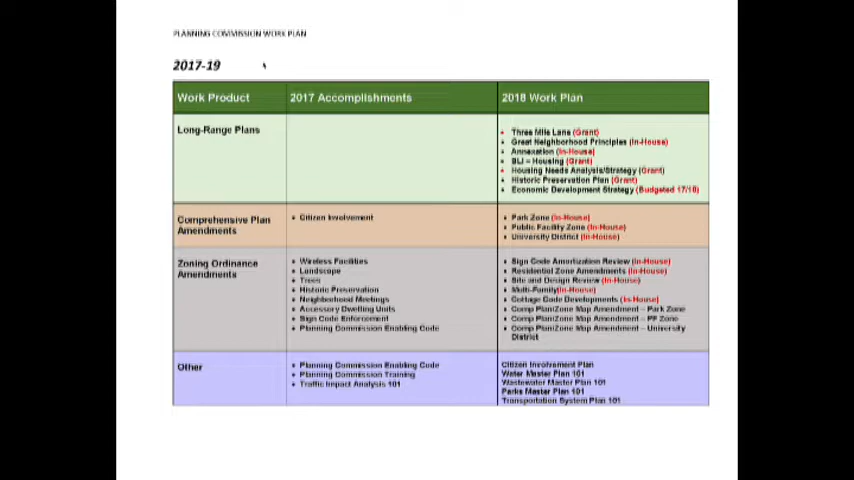 PLANNING COMMISSION WORK PLAN
2017-19
Work Product
2017 Accomplishments
2018 Work Plan
Long-Range Plans
Three Mile Lane (Grant)
Great Neighborhood Principles (In-House)
Annexation (In-House)
BLI – Housing (Grant)
Housing Needs Analysis/Strategy (Grant)
Historic Preservation Plan (Grant)
Economic Development Strategy (Budgeted 17/18)
Comprehensive Plan
Amendments
Citizen Involvement
Park Zone (In-House)
Public Facility Zone (In-House)
University District (In-House)
Zoning Ordinance
Amendments
Wireless Facilities
Landscape
Trees
Historic Preservation
Neighborhood Meetings
Accessory Dwelling Units
Sign Code Enforcement
Planning Commission Enabling Code
Sign Code Amortization Review (In-House)
Residential Zone Amendments (In-House)
Site and Design Review (In-House)
Multi-Family(In-House)
Cottage Code Developments (In-House)
Comp Plan/Zone Map Amendment – Park Zone
Comp Plan/Zone Map Amendment – PF Zone
Comp Plan/Zone Map Amendment – University
District
Other
Planning Commission Enabling Code
Planning Commission Training
Traffic Impact Analysis 101
Citizen Involvement Plan
Water Master Plan 101
Wastewater Master Plan 101
Parks Master Plan 101
Transportation System Plan 101